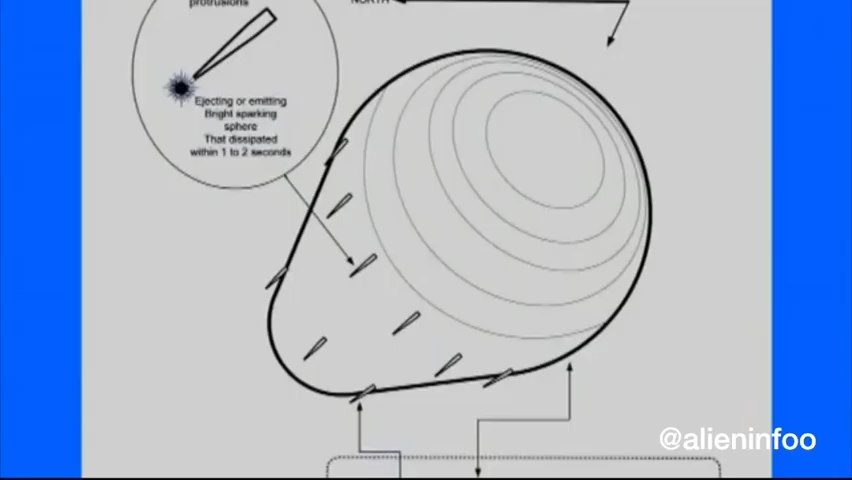 protrusions
NORTH
Ejecting or emitting
Bright sparking
sphere
That dissipated
within 1 to 2 seconds
@alieninfoo